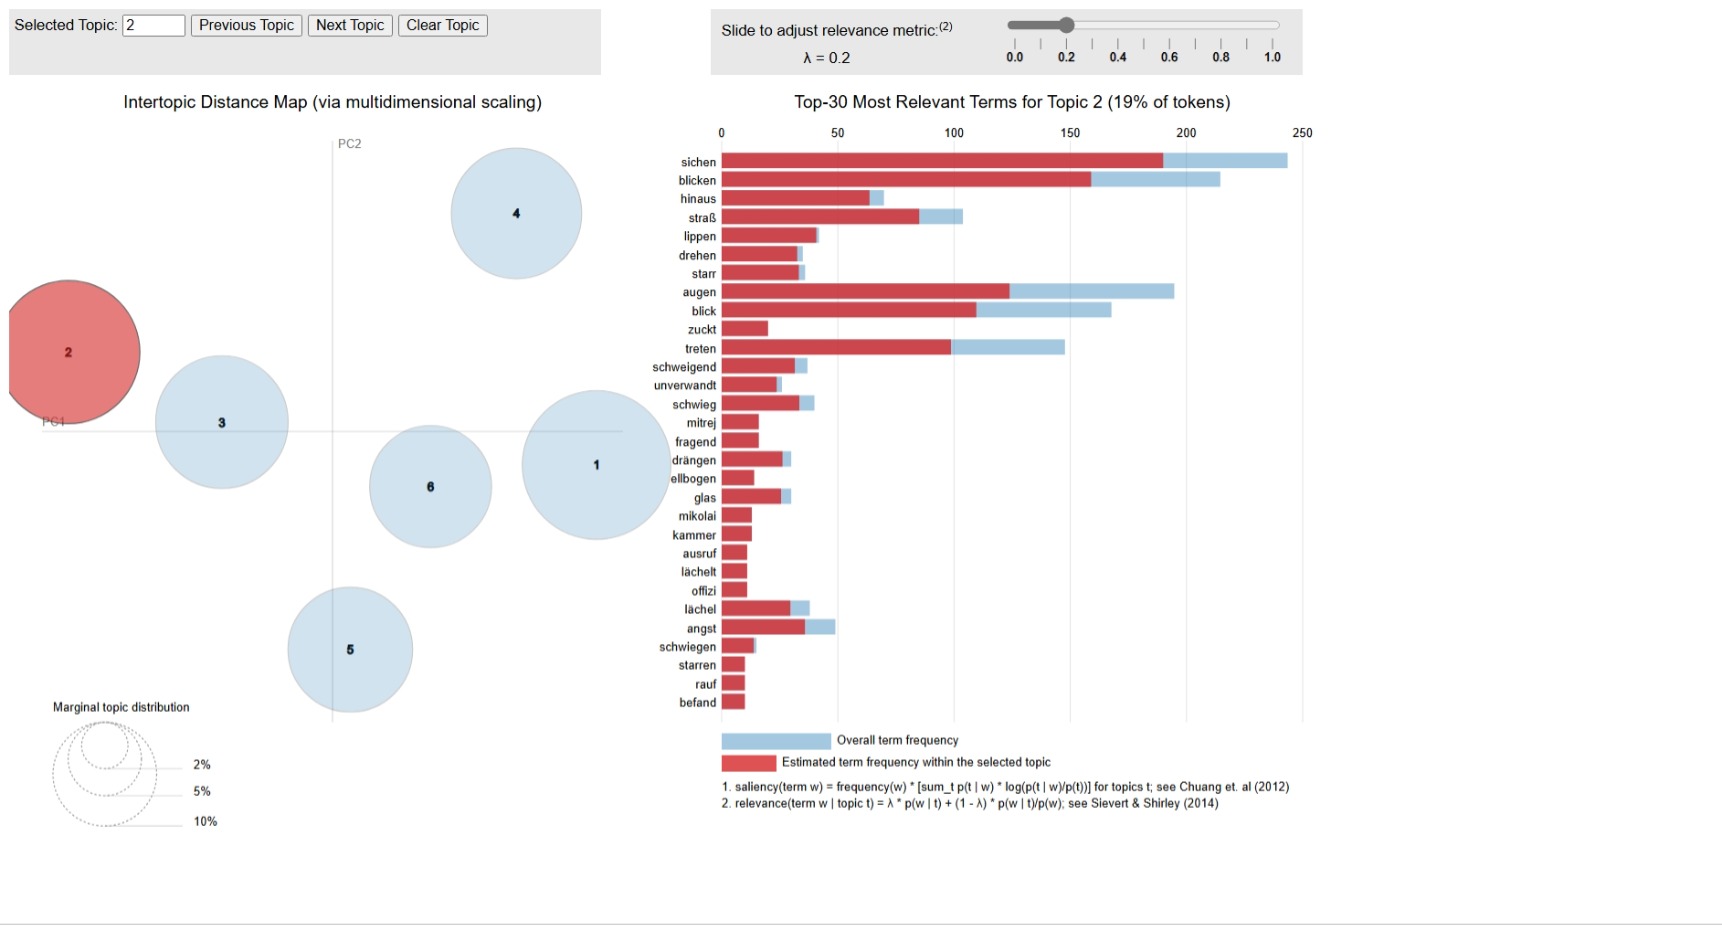 Selected Topic: 2 Previous Topic Next Topic Clear Topic
Slide to adjust relevance metric:(2)
λ = 0.2
0.0 0.2 0.4 0.6 0.8 1.0
Intertopic Distance Map (via multidimensional scaling)
PC2
PC1
4
2
3
1
6
5
Marginal topic distribution
2%
5%
10%
Top-30 Most Relevant Terms for Topic 2 (19% of tokens)
0 50 100 150 200 250
sichen
blicken
hinaus
straß
lippen
drehen
starr
augen
blick
zuckt
treten
schweigend
unverwandt
schwieg
mitrej
fragend
drängen
ellbogen
glas
mikolai
kammer
ausruf
lächelt
offizi
lächel
angst
schwiegen
starren
rauf
befand
Overall term frequency
Estimated term frequency within the selected topic
1. saliency(term w) = frequency(w) * [sum_t p(t | w) * log(p(t | w)/p(t))] for topics t; see Chuang et. al (2012)
2. relevance(term w | topic t) = λ * p(w | t) + (1 - λ) * p(w | t)/p(w); see Sievert & Shirley (2014)